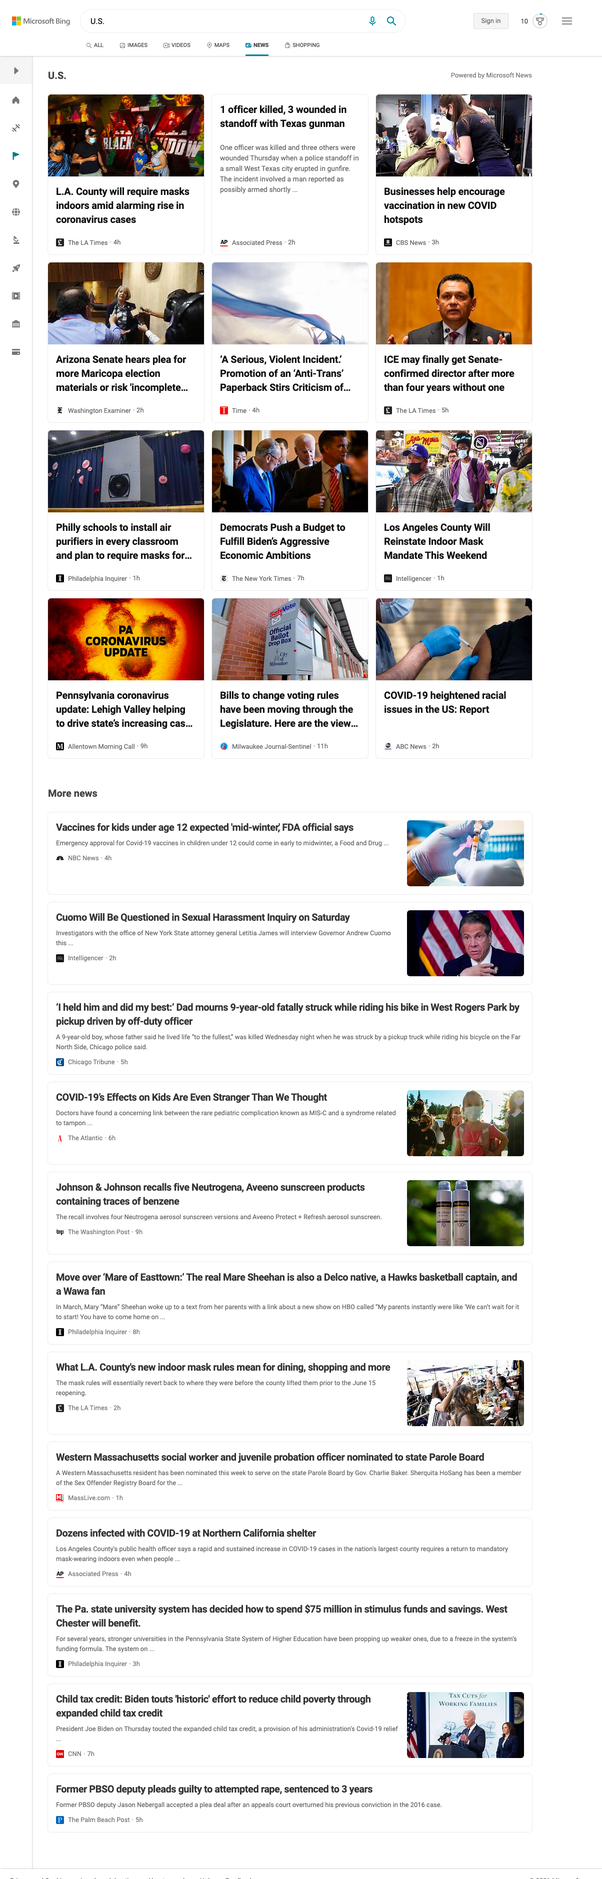 Microsoft Bing
U.S.
Sign in
10
ALL
IMAGES
VIDEOS
MAPS
NEWS
SHOPPING
U.S.
Powered by Microsoft News
BLACK WIDOW
L.A. County will require masks
indoors amid alarming rise in
coronavirus cases
The LA Times · 4h
1 officer killed, 3 wounded in
standoff with Texas gunman
One officer was killed and three others were
wounded Thursday when a police standoff in
a small West Texas city erupted in gunfire.
The incident involved a man reported as
possibly armed shortly ...
AP Associated Press · 2h
Businesses help encourage
vaccination in new COVID
hotspots
CBS News · 3h
Arizona Senate hears plea for
more Maricopa election
materials or risk 'incomplete...
Washington Examiner · 2h
‘A Serious, Violent Incident.’
Promotion of an ‘Anti-Trans’
Paperback Stirs Criticism of...
Time · 4h
ICE may finally get Senate-
confirmed director after more
than four years without one
The LA Times · 5h
Philly schools to install air
purifiers in every classroom
and plan to require masks for...
Philadelphia Inquirer · 1h
Democrats Push a Budget to
Fulfill Biden’s Aggressive
Economic Ambitions
The New York Times · 7h
Los Angeles County Will
Reinstate Indoor Mask
Mandate This Weekend
Intelligencer · 1h
PA
CORONAVIRUS
UPDATE
Pennsylvania coronavirus
update: Lehigh Valley helping
to drive state’s increasing cas...
Allentown Morning Call · 9h
Official
Ballot
Drop Box
Bills to change voting rules
have been moving through the
Legislature. Here are the view...
Milwaukee Journal-Sentinel · 11h
COVID-19 heightened racial
issues in the US: Report
ABC News · 2h
More news
Vaccines for kids under age 12 expected 'mid-winter,' FDA official says
Emergency approval for Covid-19 vaccines in children under 12 could come in early to midwinter, a Food and Drug ...
NBC News · 4h
Cuomo Will Be Questioned in Sexual Harassment Inquiry on Saturday
Investigators with the office of New York State attorney general Letitia James will interview Governor Andrew Cuomo
this ...
Intelligencer · 2h
‘I held him and did my best:’ Dad mourns 9-year-old fatally struck while riding his bike in West Rogers Park by
pickup driven by off-duty officer
A 9-year-old boy, whose father said he lived life “to the fullest,” was killed Wednesday night when he was struck by a pickup truck while riding his bicycle on the Far
North Side, Chicago police said.
Chicago Tribune · 5h
COVID-19’s Effects on Kids Are Even Stranger Than We Thought
Doctors have found a concerning link between the rare pediatric complication known as MIS-C and a syndrome related
to tampon ...
The Atlantic · 6h
Johnson & Johnson recalls five Neutrogena, Aveeno sunscreen products
containing traces of benzene
The recall involves four Neutrogena aerosol sunscreen versions and Aveeno Protect + Refresh aerosol sunscreen.
wp The Washington Post · 9h
Move over ‘Mare of Easttown:’ The real Mare Sheehan is also a Delco native, a Hawks basketball captain, and
a Wawa fan
In March, Mary “Mare” Sheehan woke up to a text from her parents with a link about a new show on HBO called “My parents instantly were like ‘We can’t wait for it
to start! You have to come home on ...
Philadelphia Inquirer · 8h
What L.A. County's new indoor mask rules mean for dining, shopping and more
The mask rules will essentially revert back to where they were before the county lifted them prior to the June 15
reopening.
The LA Times · 2h
Western Massachusetts social worker and juvenile probation officer nominated to state Parole Board
A Western Massachusetts resident has been nominated this week to serve on the state Parole Board by Gov. Charlie Baker. Sherquita HoSang has been a member
of the Sex Offender Registry Board for the ...
MassLive.com · 1h
Dozens infected with COVID-19 at Northern California shelter
Los Angeles County's public health officer says a rapid and sustained increase in COVID-19 cases in the nation's largest county requires a return to mandatory
mask-wearing indoors even when people ...
AP Associated Press · 4h
The Pa. state university system has decided how to spend $75 million in stimulus funds and savings. West
Chester will benefit.
For several years, stronger universities in the Pennsylvania State System of Higher Education have been propping up weaker ones, due to a freeze in the system's
funding formula. The system on ...
Philadelphia Inquirer · 3h
TAX CUTS for
WORKING FAMILIES
Child tax credit: Biden touts 'historic' effort to reduce child poverty through
expanded child tax credit
President Joe Biden on Thursday touted the expanded child tax credit, a provision of his administration's Covid-19 relief
...
CNN · 7h
Former PBSO deputy pleads guilty to attempted rape, sentenced to 3 years
Former PBSO deputy Jason Nebergall accepted a plea deal after an appeals court overturned his previous conviction in the 2016 case.
The Palm Beach Post · 5h